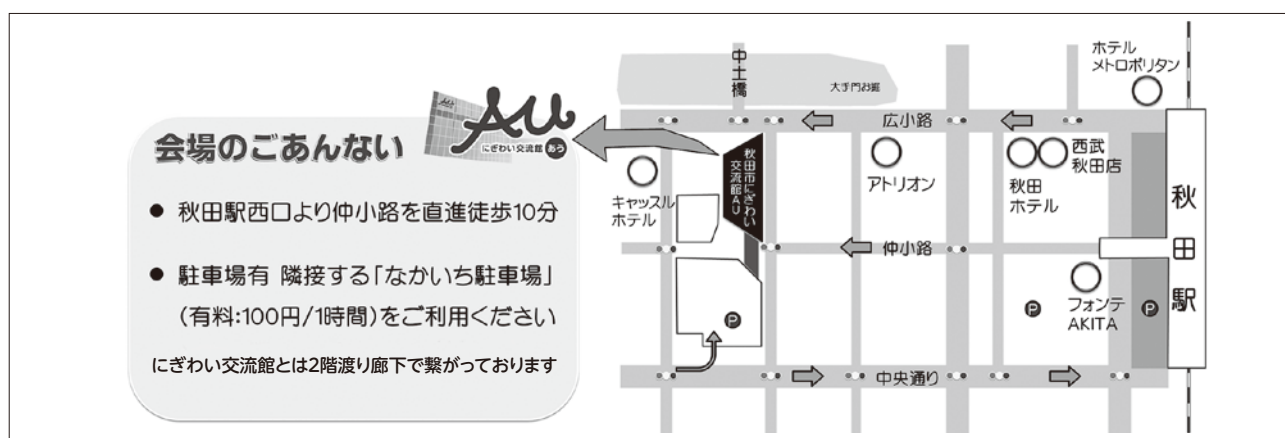 会場のごあんない
AU
にぎわい交流館 あう
● 秋田駅西口より仲小路を直進徒歩10分
● 駐車場有 隣接する「なかいち駐車場」
(有料:100円/1時間)をご利用ください
にぎわい交流館とは2階渡り廊下で繋がっております
中土橋
大手門お堀
ホテル
メトロポリタン
広小路
キャッスル
ホテル
秋田市にぎわい
交流館AU
アトリオン
秋田
ホテル
西武
秋田店
秋田駅
仲小路
フォンテ
AKITA
P
P
P
中央通り